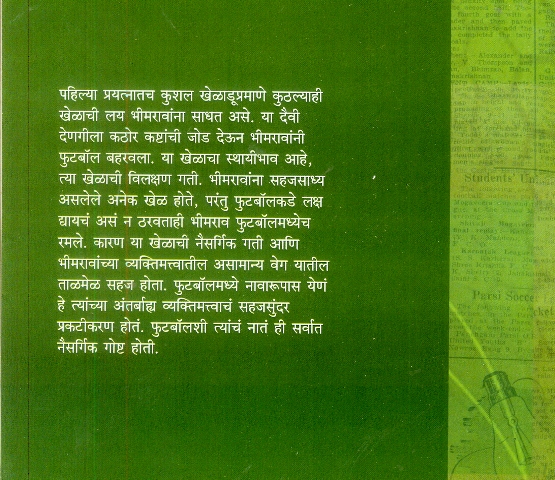 पहिल्या प्रयत्नातच कुशल खेळाडूप्रमाणे कुठल्याही
खेळाची लय भीमरावांना साधत असे. या दैवी
देणगीला कठोर कष्टांची जोड देऊन भीमरावांनी
फुटबॉल बहरवला. या खेळाचा स्थायीभाव आहे,
त्या खेळाची विलक्षण गती. भीमरावांना सहजसाध्य
असलेले अनेक खेळ होते, परंतु फुटबॉलकडे लक्ष
द्यायचं असं न ठरवताही भीमराव फुटबॉलमध्येच
रमले. कारण या खेळाची नैसर्गिक गती आणि
भीमरावांच्या व्यक्तिमत्त्वातील असामान्य वेग यातील
ताळमेळ सहज होता. फुटबॉलमध्ये नावारूपास येणं
हे त्यांच्या अंतर्बाह्य व्यक्तिमत्त्वाचं सहजसुंदर
प्रकटीकरण होतं. फुटबॉलशी त्यांचं नातं ही सर्वात
नैसर्गिक गोष्ट होती.
Students' Un
Parsi Socce